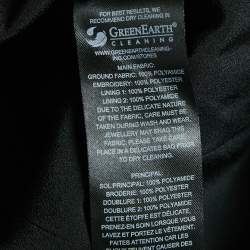 FOR BEST RESULTS, WE
RECOMMEND DRY CLEANING IN
GREENEARTH
CLEANING
WWW.GREENEARTHCLEAN-
ING.COM/STORES
MAIN FABRIC:
GROUND FABRIC: 100% POLYAMIDE
EMBROIDERY: 100% POLYESTER
LINING 1: 100% POLYESTER
LINING 2: 100% POLYAMIDE
DUE TO THE DELICATE NATURE
OF THE FABRIC, CARE MUST BE
TAKEN DURING WASH AND WEAR.
JEWELLERY MAY SNAG THIS
FABRIC. PLEASE TAKE CARE
PLACE IN A DELICATES BAG PRIOR
TO DRY CLEANING.
PRINCIPAL:
SOL PRINCIPAL: 100% POLYAMIDE
BRODERIE: 100% POLYESTER
DOUBLURE 1: 100% POLYESTER
DOUBLURE 2: 100% POLYAMIDE
CETTE ÉTOFFE EST DÉLICATE,
PRENEZ-EN SOIN LORSQUE VOUS
LAVEZ ET PORTEZ LE VÊTEMENT.
FAITES ATTENTION CAR LES